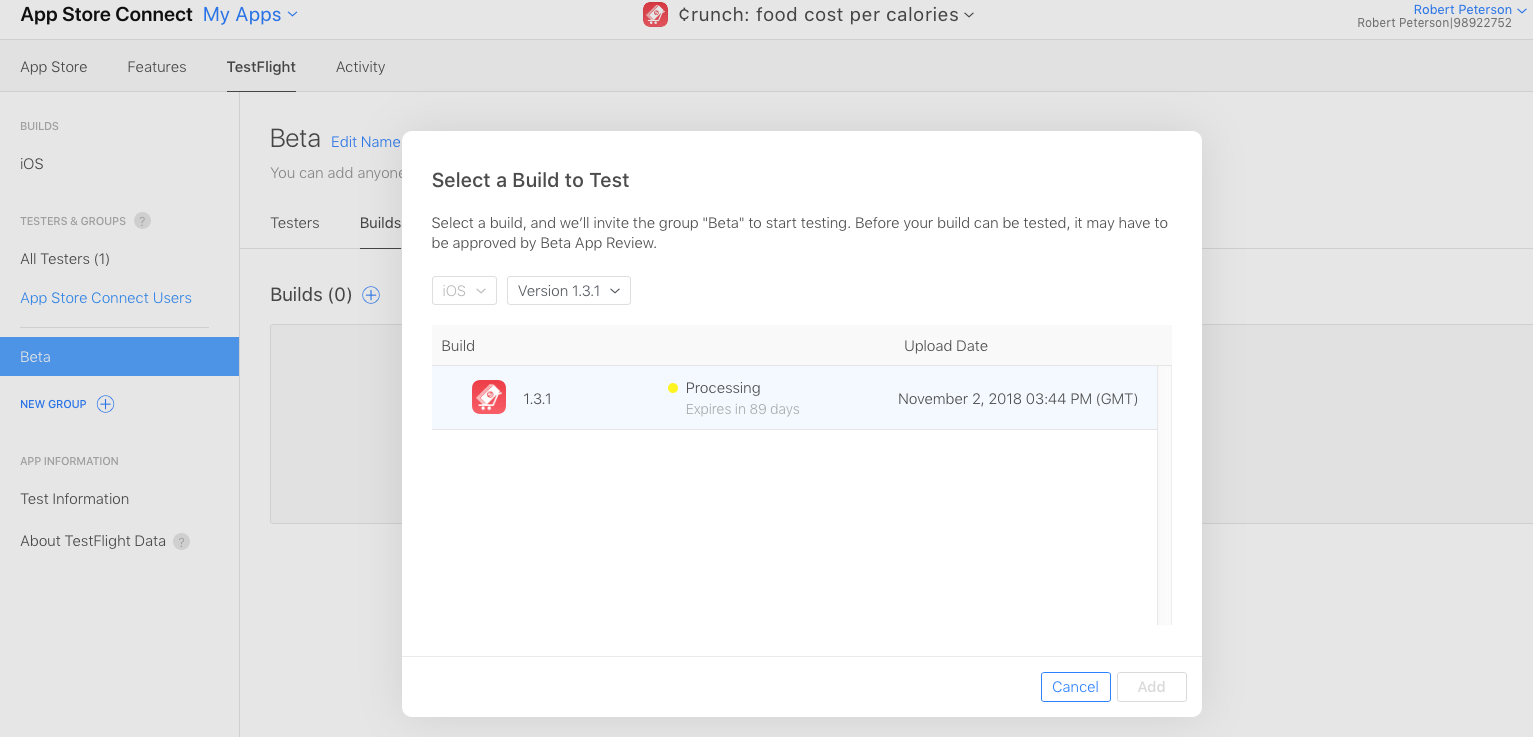 App Store Connect My Apps
¢runch: food cost per calories
Robert Peterson
Robert Peterson|98922752
App Store Features TestFlight Activity
BUILDS
iOS
TESTERS & GROUPS ?
All Testers (1)
App Store Connect Users
Beta
NEW GROUP
APP INFORMATION
Test Information
About TestFlight Data ?
Beta Edit Name
You can add anyone
Testers Builds
Builds (0)
Select a Build to Test
Select a build, and we’ll invite the group "Beta" to start testing. Before your build can be tested, it may have to
be approved by Beta App Review.
iOS Version 1.3.1
Build Upload Date
1.3.1 Processing November 2, 2018 03:44 PM (GMT)
Expires in 89 days
Cancel Add